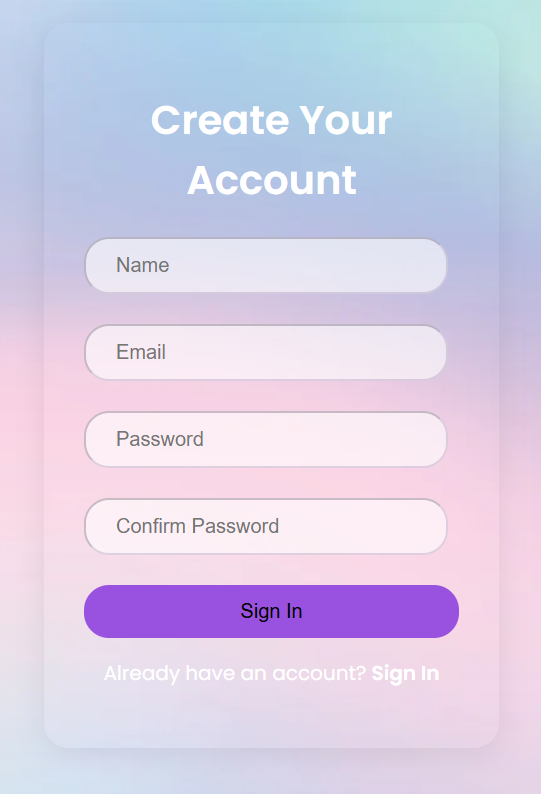 Create Your
Account
Name
Email
Password
Confirm Password
Sign In
Already have an account? Sign In